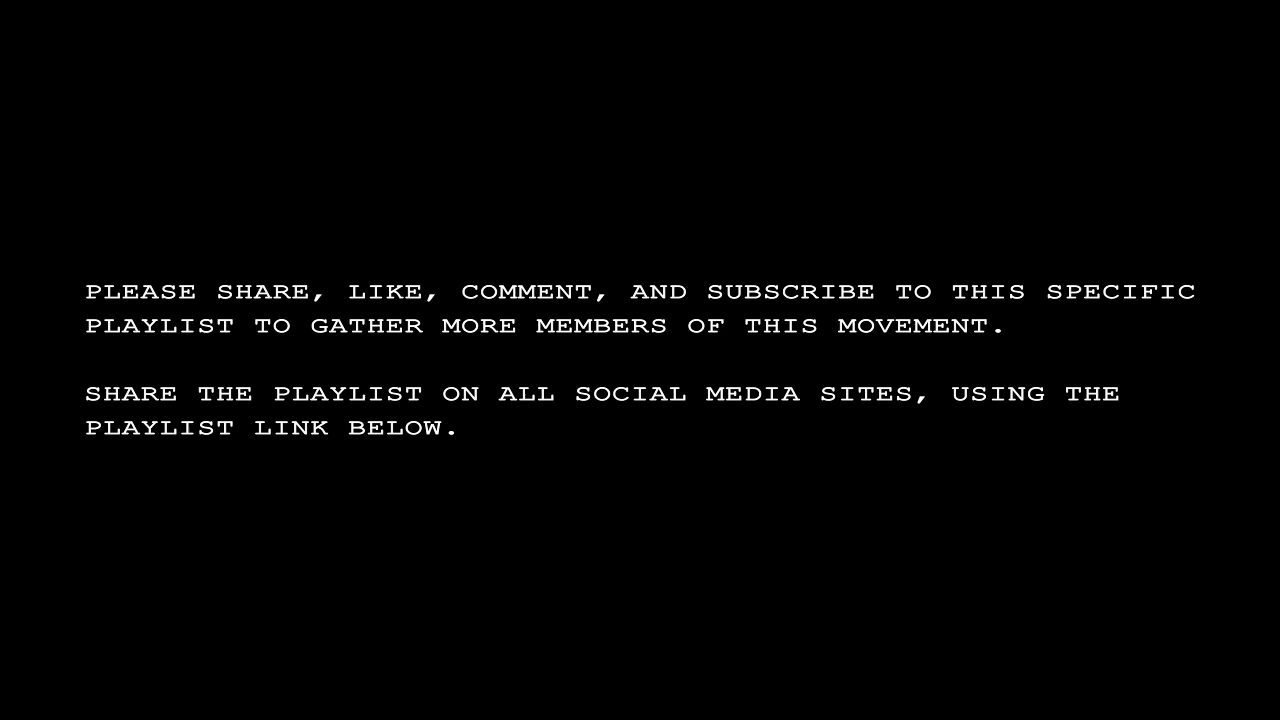 PLEASE SHARE, LIKE, COMMENT, AND SUBSCRIBE TO THIS SPECIFIC
PLAYLIST TO GATHER MORE MEMBERS OF THIS MOVEMENT.
SHARE THE PLAYLIST ON ALL SOCIAL MEDIA SITES, USING THE
PLAYLIST LINK BELOW.